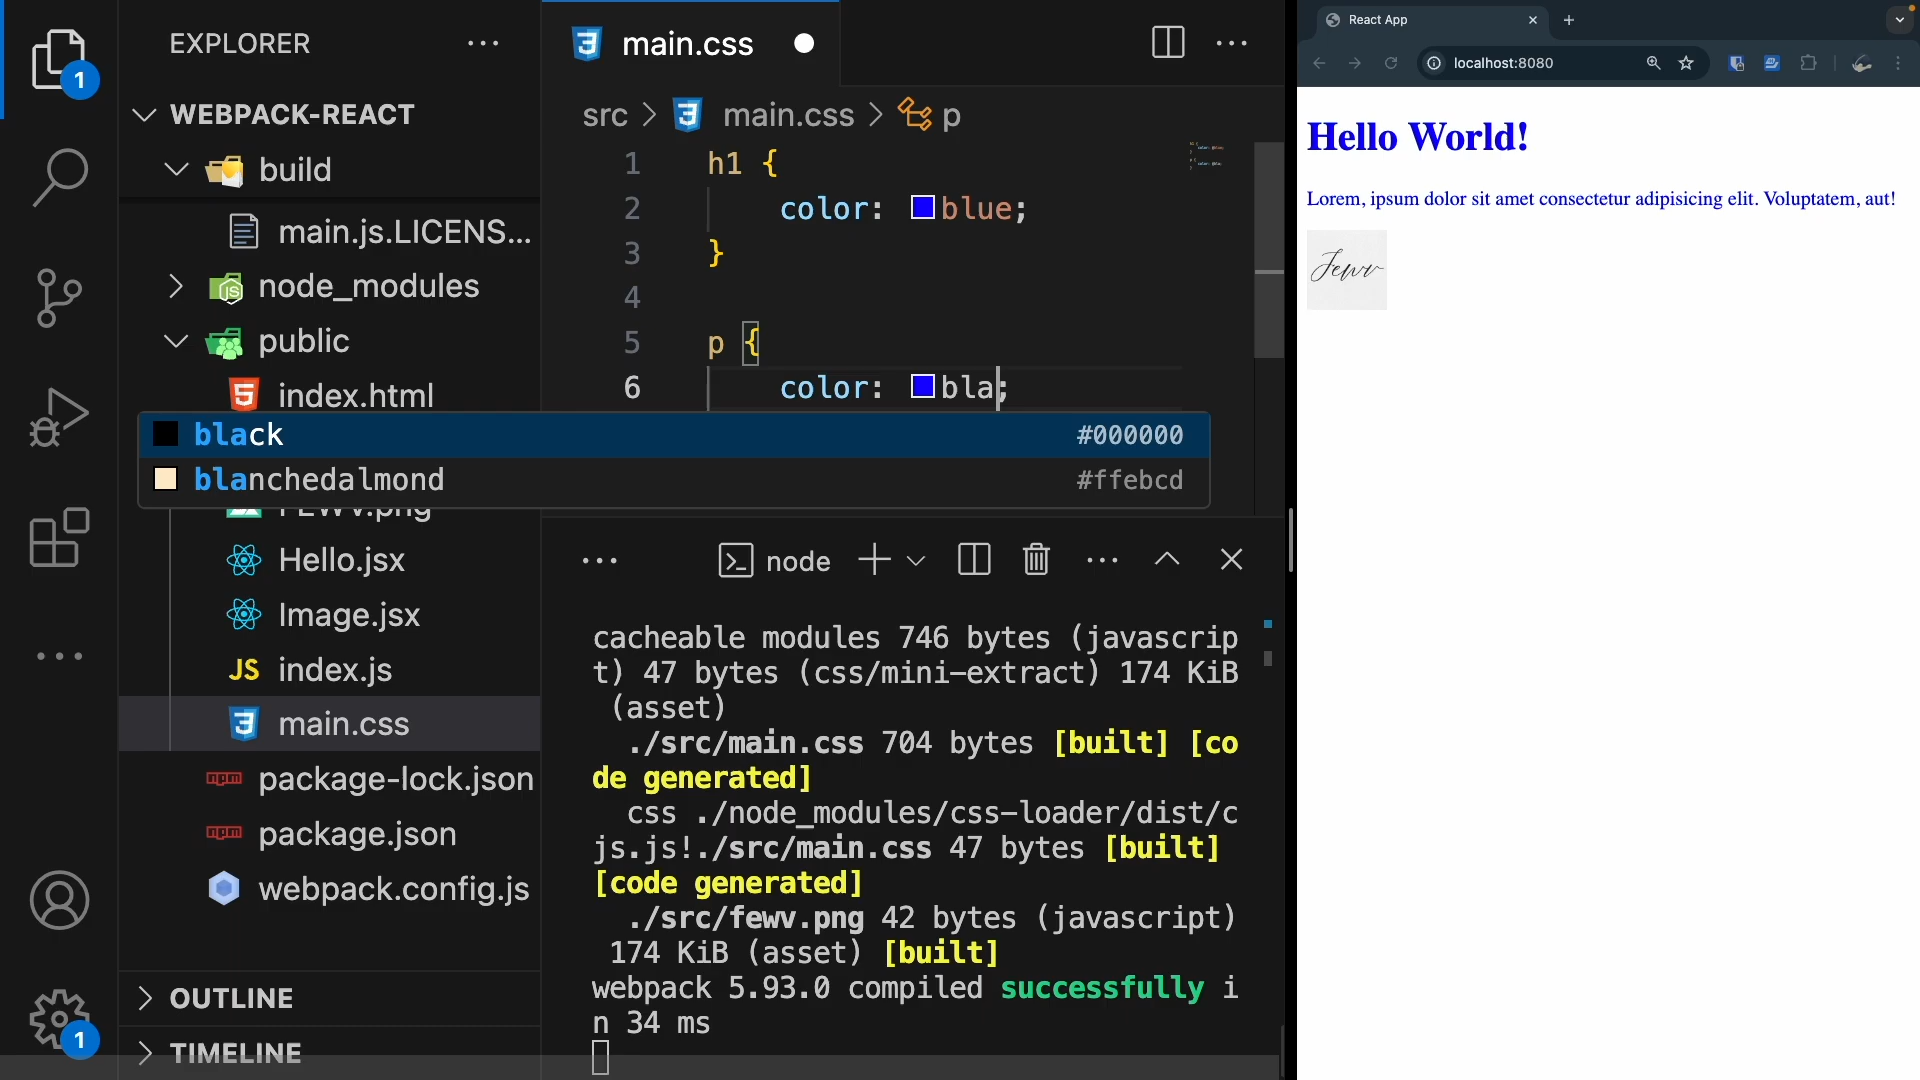 EXPLORER
1
WEBPACK-REACT
build
main.js.LICENS...
node_modules
public
index.html
FEWV.png
Hello.jsx
Image.jsx
JS index.js
main.css
package-lock.json
package.json
webpack.config.js
OUTLINE
TIMELINE
1
main.css
src > main.css > p
1 h1 {
2 color: blue;
3 }
4
5 p {
6 color: bla;
black #000000
blanchedalmond #ffebcd
node
cacheable modules 746 bytes (javascrip
t) 47 bytes (css/mini-extract) 174 KiB
(asset)
./src/main.css 704 bytes [built] [co
de generated]
css ./node_modules/css-loader/dist/c
js.js!./src/main.css 47 bytes [built]
[code generated]
./src/fewv.png 42 bytes (javascript)
174 KiB (asset) [built]
webpack 5.93.0 compiled successfully i
n 34 ms
React App
localhost:8080
Hello World!
Lorem, ipsum dolor sit amet consectetur adipisicing elit. Voluptatem, aut!
Fewv